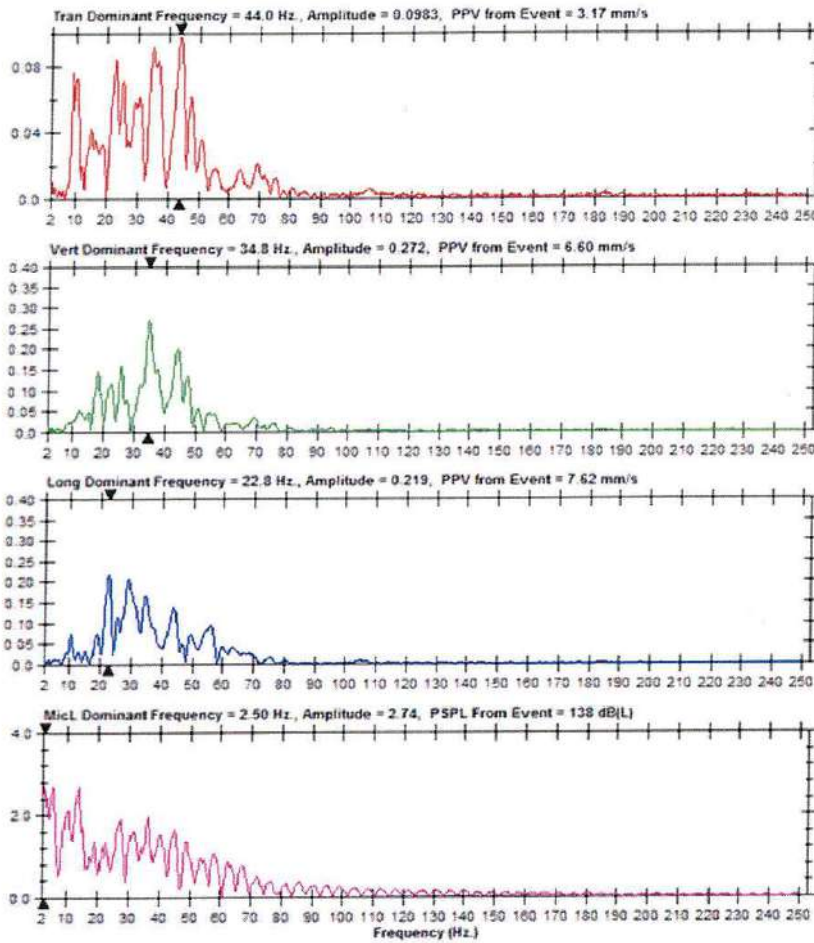 Tran Dominant Frequency = 44.0 Hz., Amplitude = 0.0983, PPV from Event = 3.17 mm/s
0.08
0.04
0.0
2 10 20 30 40 50 60 70 80 90 100 110 120 130 140 150 160 170 180 190 200 210 220 230 240 250
Vert Dominant Frequency = 34.8 Hz., Amplitude = 0.272, PPV from Event = 6.60 mm/s
0.40
0.35
0.30
0.25
0.20
0.15
0.10
0.05
0.0
2 10 20 30 40 50 60 70 80 90 100 110 120 130 140 150 160 170 180 190 200 210 220 230 240 250
Long Dominant Frequency = 22.8 Hz., Amplitude = 0.219, PPV from Event = 7.62 mm/s
0.40
0.35
0.30
0.25
0.20
0.15
0.10
0.05
0.0
2 10 20 30 40 50 60 70 80 90 100 110 120 130 140 150 160 170 180 190 200 210 220 230 240 250
MicL Dominant Frequency = 2.50 Hz., Amplitude = 2.74, PSPL From Event = 138 dB(L)
4.0
2.0
0.0
2 10 20 30 40 50 60 70 80 90 100 110 120 130 140 150 160 170 180 190 200 210 220 230 240 250
Frequency (Hz.)